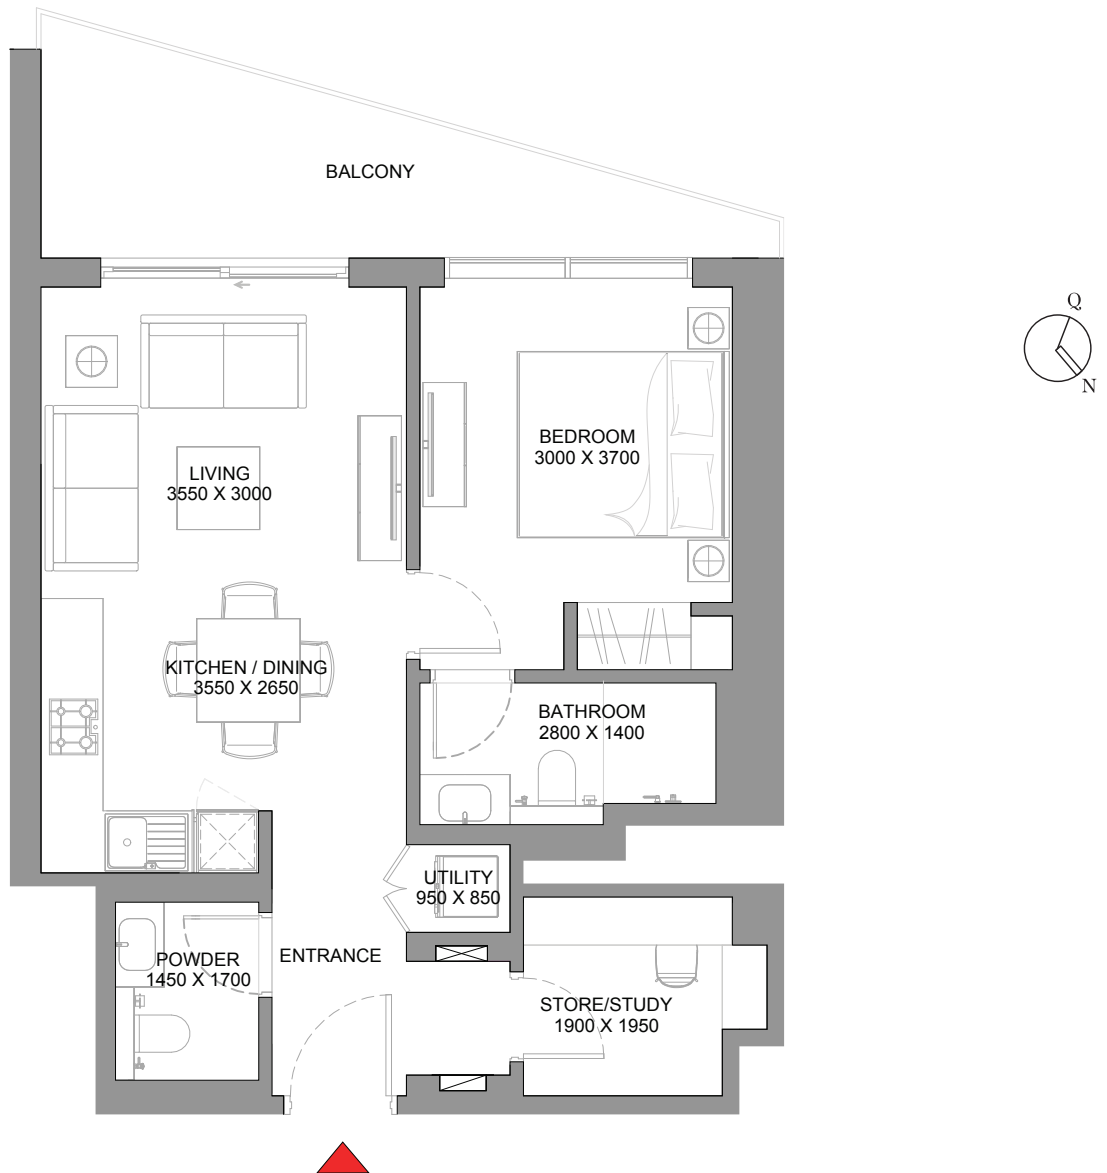 BALCONY
Q
N
BEDROOM
3000 X 3700
LIVING
3550 X 3000
KITCHEN / DINING
3550 X 2650
BATHROOM
2800 X 1400
UTILITY
950 X 850
POWDER
1450 X 1700
ENTRANCE
STORE/STUDY
1900 X 1950